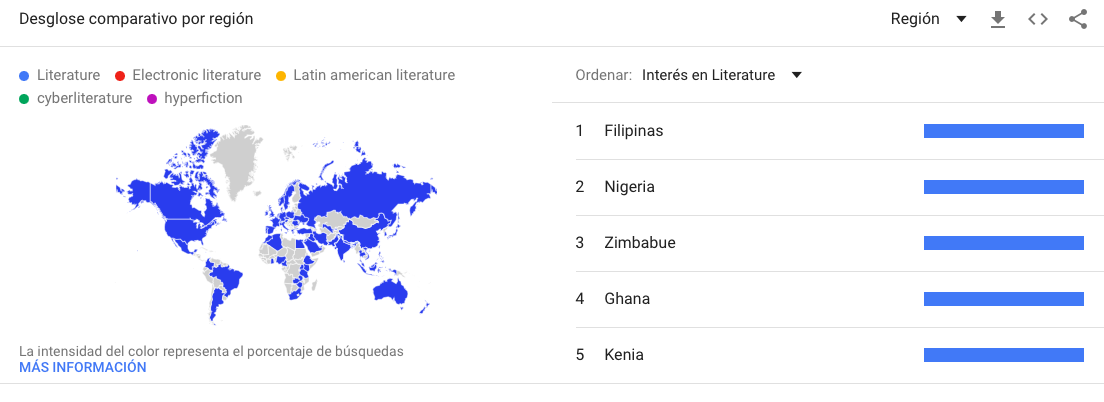 Desglose comparativo por región
Región
Literature Electronic literature Latin american literature
cyberliterature hyperfiction
La intensidad del color representa el porcentaje de búsquedas
MÁS INFORMACIÓN
Ordenar: Interés en Literature
1 Filipinas
2 Nigeria
3 Zimbabue
4 Ghana
5 Kenia